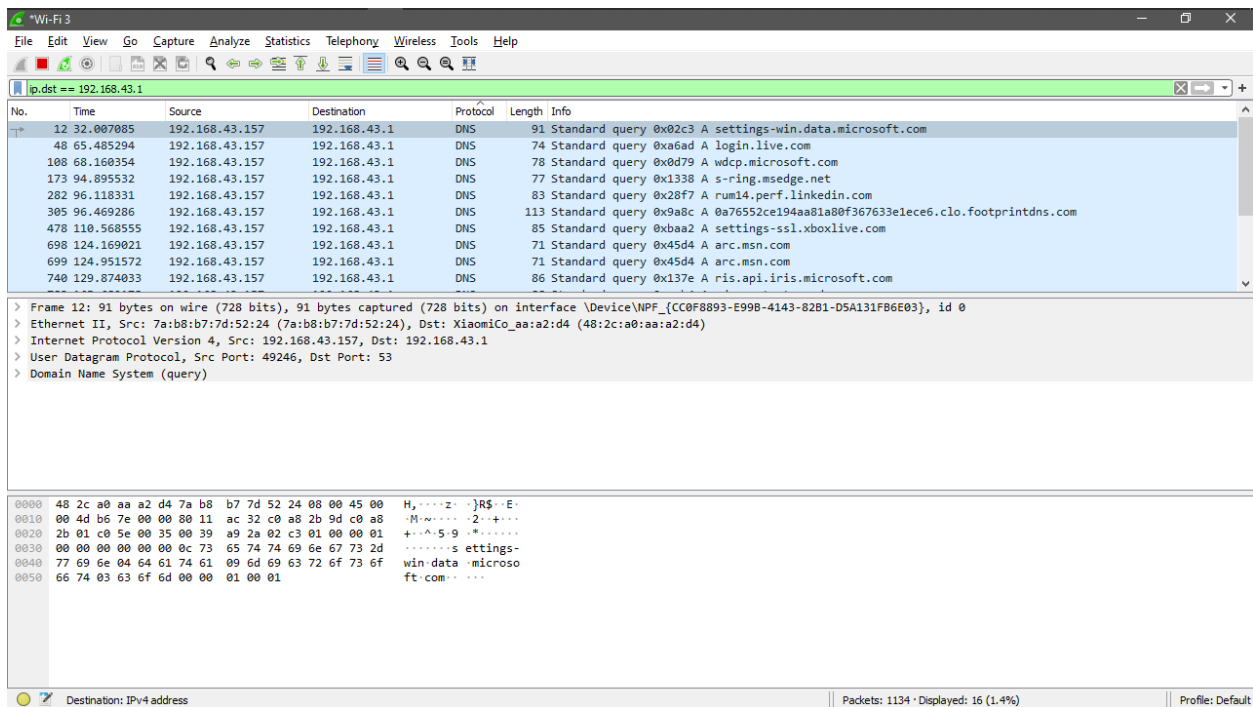 *Wi-Fi 3
File Edit View Go Capture Analyze Statistics Telephony Wireless Tools Help
ip.dst == 192.168.43.1
No. Time Source Destination Protocol Length Info
12 32.007085 192.168.43.157 192.168.43.1 DNS 91 Standard query 0x02c3 A settings-win.data.microsoft.com
48 65.485294 192.168.43.157 192.168.43.1 DNS 74 Standard query 0xa6ad A login.live.com
108 68.160354 192.168.43.157 192.168.43.1 DNS 78 Standard query 0x0d79 A wdcp.microsoft.com
173 94.895532 192.168.43.157 192.168.43.1 DNS 77 Standard query 0x1338 A s-ring.msedge.net
282 96.118331 192.168.43.157 192.168.43.1 DNS 83 Standard query 0x28f7 A rum14.perf.linkedin.com
305 96.469286 192.168.43.157 192.168.43.1 DNS 113 Standard query 0x9a8c A 0a76552ce194aa81a80f367633e1ece6.clo.footprintdns.com
478 110.568555 192.168.43.157 192.168.43.1 DNS 85 Standard query 0xbaa2 A settings-ssl.xboxlive.com
698 124.169021 192.168.43.157 192.168.43.1 DNS 71 Standard query 0x45d4 A arc.msn.com
699 124.951572 192.168.43.157 192.168.43.1 DNS 71 Standard query 0x45d4 A arc.msn.com
740 129.874033 192.168.43.157 192.168.43.1 DNS 86 Standard query 0x137e A ris.api.iris.microsoft.com
> Frame 12: 91 bytes on wire (728 bits), 91 bytes captured (728 bits) on interface \Device\NPF_{CC0F8893-E99B-4143-82B1-D5A131FB6E03}, id 0
> Ethernet II, Src: 7a:b8:b7:7d:52:24 (7a:b8:b7:7d:52:24), Dst: XiaomiCo_aa:a2:d4 (48:2c:a0:aa:a2:d4)
> Internet Protocol Version 4, Src: 192.168.43.157, Dst: 192.168.43.1
> User Datagram Protocol, Src Port: 49246, Dst Port: 53
> Domain Name System (query)
0000 48 2c a0 aa a2 d4 7a b8 b7 7d 52 24 08 00 45 00 H,····z· ·}R$··E·
0010 00 4d b6 7e 00 00 80 11 ac 32 c0 a8 2b 9d c0 a8 ·M·~···· ·2··+···
0020 2b 01 c0 5e 00 35 00 39 a9 2a 02 c3 01 00 00 01 +··^·5·9 ·*······
0030 00 00 00 00 00 00 0c 73 65 74 74 69 6e 67 73 2d ·······s ettings-
0040 77 69 6e 04 64 61 74 61 09 6d 69 63 72 6f 73 6f win·data ·microso
0050 66 74 03 63 6f 6d 00 00 01 00 01 ft·com·· ···
Destination: IPv4 address Packets: 1134 · Displayed: 16 (1.4%) Profile: Default